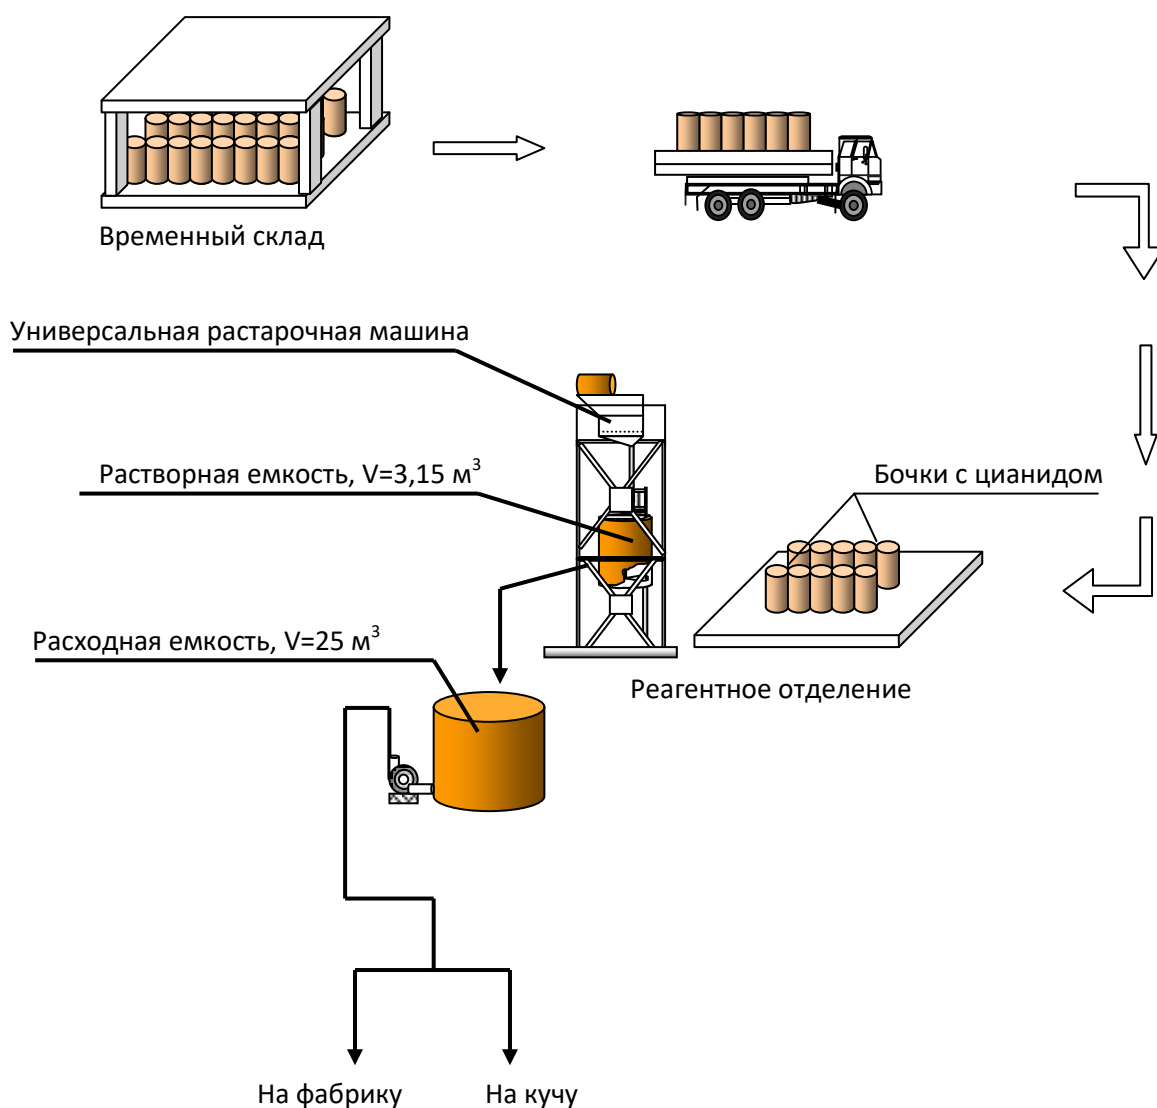 Временный склад
Универсальная растарочная машина
Растворная емкость, V=3,15 м³
Бочки с цианидом
Расходная емкость, V=25 м³
Реагентное отделение
На фабрику
На кучу